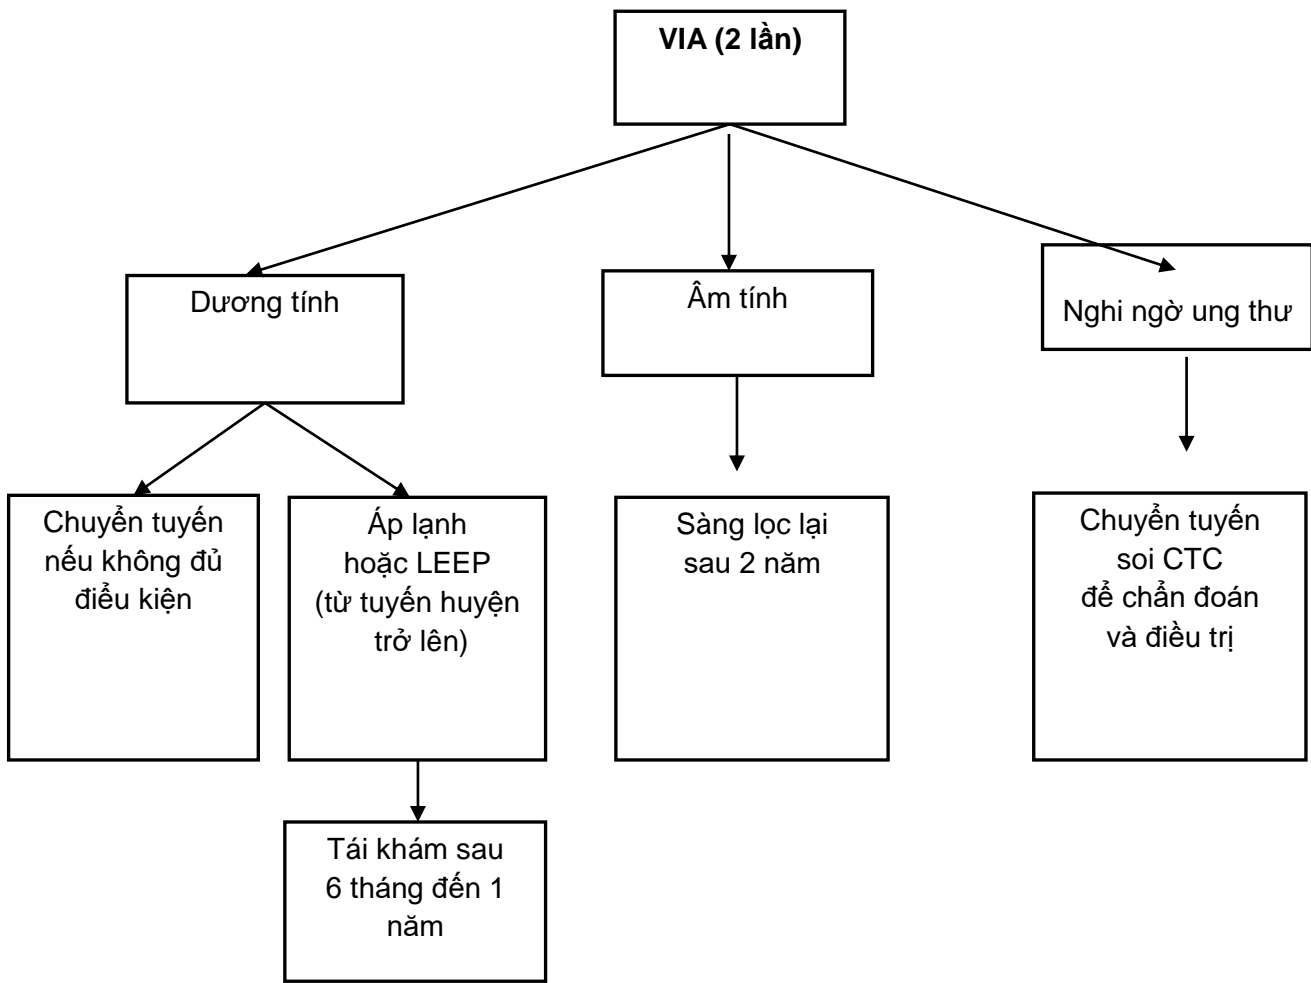 VIA (2 lần)
Dương tính
Âm tính
Nghi ngờ ung thư
Chuyển tuyến
nếu không đủ
điểu kiện
Áp lạnh
hoặc LEEP
(từ tuyến huyện
trở lên)
Sàng lọc lại
sau 2 năm
Chuyển tuyến
soi CTC
để chẩn đoán
và điều trị
Tái khám sau
6 tháng đến 1
năm